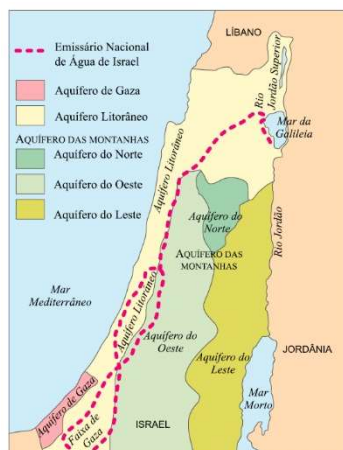 Emissário Nacional
de Água de Israel
Aquífero de Gaza
Aquífero Litorâneo
AQUÍFERO DAS MONTANHAS
Aquífero do Norte
Aquífero do Oeste
Aquífero do Leste
LÍBANO
Rio
Jordão Superior
Mar da
Galileia
Aquífero Litorâneo
Aquífero do
Norte
Rio Jordão
AQUÍFERO DAS
MONTANHAS
Mar
Mediterrâneo
Aquífero Litorâneo
Aquífero do
Oeste
Aquífero do
Leste
JORDÂNIA
Mar
Morto
Aquífero de Gaza
Faixa de
Gaza
ISRAEL